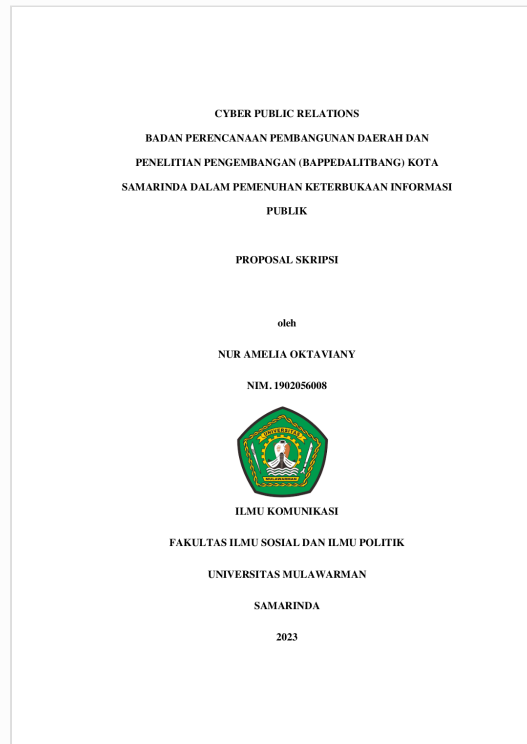 CYBER PUBLIC RELATIONS
BADAN PERENCANAAN PEMBANGUNAN DAERAH DAN
PENELITIAN PENGEMBANGAN (BAPPEDALITBANG) KOTA
SAMARINDA DALAM PEMENUHAN KETERBUKAAN INFORMASI
PUBLIK
PROPOSAL SKRIPSI
oleh
NUR AMELIA OKTAVIANY
NIM. 1902056008
UNIVERSITAS
MULAWARMAN
ILMU KOMUNIKASI
FAKULTAS ILMU SOSIAL DAN ILMU POLITIK
UNIVERSITAS MULAWARMAN
SAMARINDA
2023